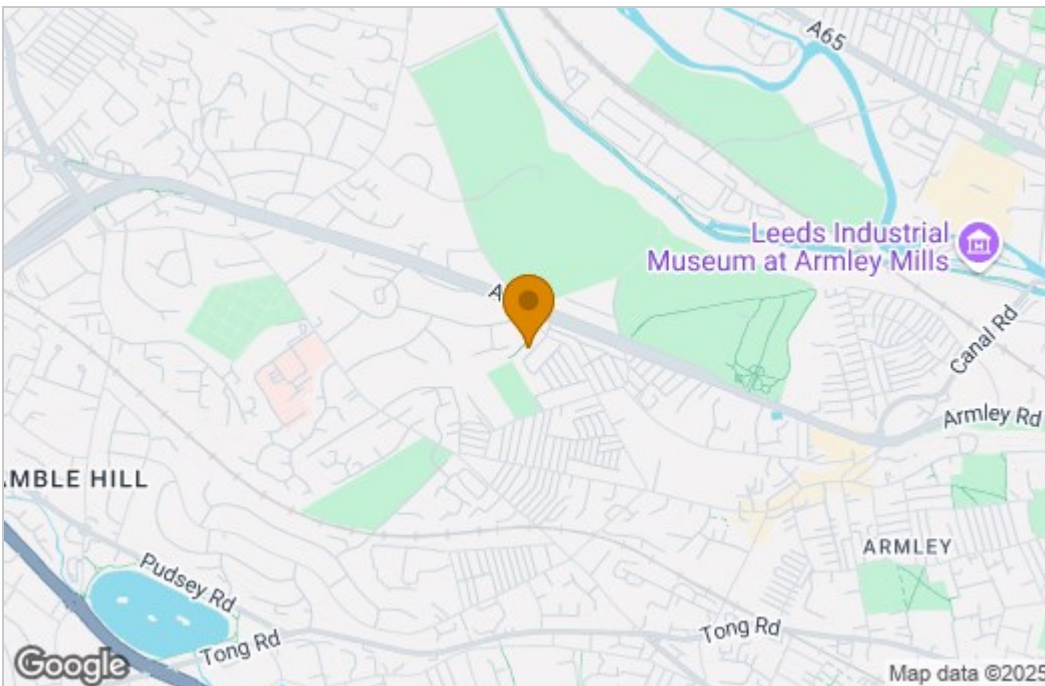 A65
Leeds Industrial
Museum at Armley Mills
Canal Rd
Armley Rd
AMBLE HILL
ARMLEY
Pudsey Rd
Tong Rd
Tong Rd
Google
Map data ©2025